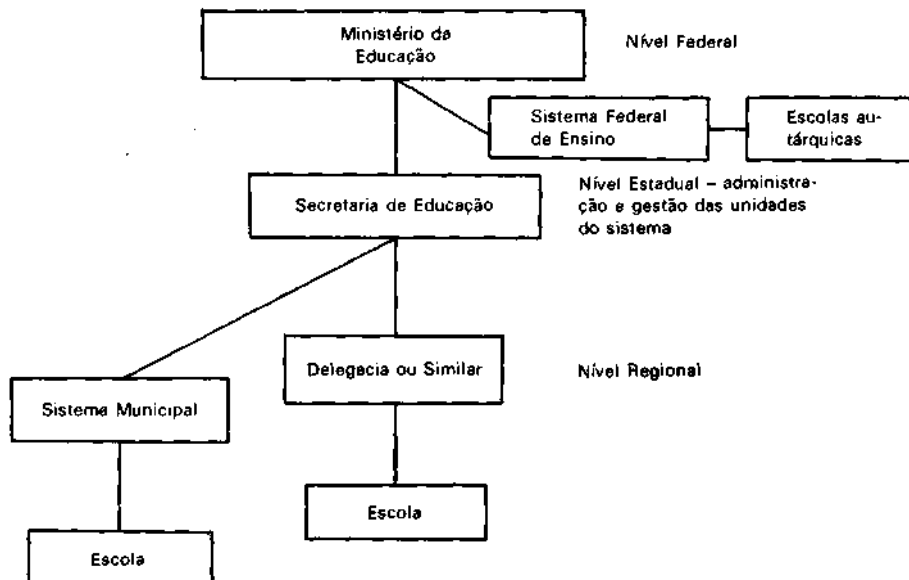 Ministério da
Educação
Nível Federal
Sistema Federal
de Ensino
Escolas au-
tárquicas
Secretaria de Educação
Nível Estadual – administra-
ção e gestão das unidades
do sistema
Delegacia ou Similar
Nível Regional
Sistema Municipal
Escola
Escola